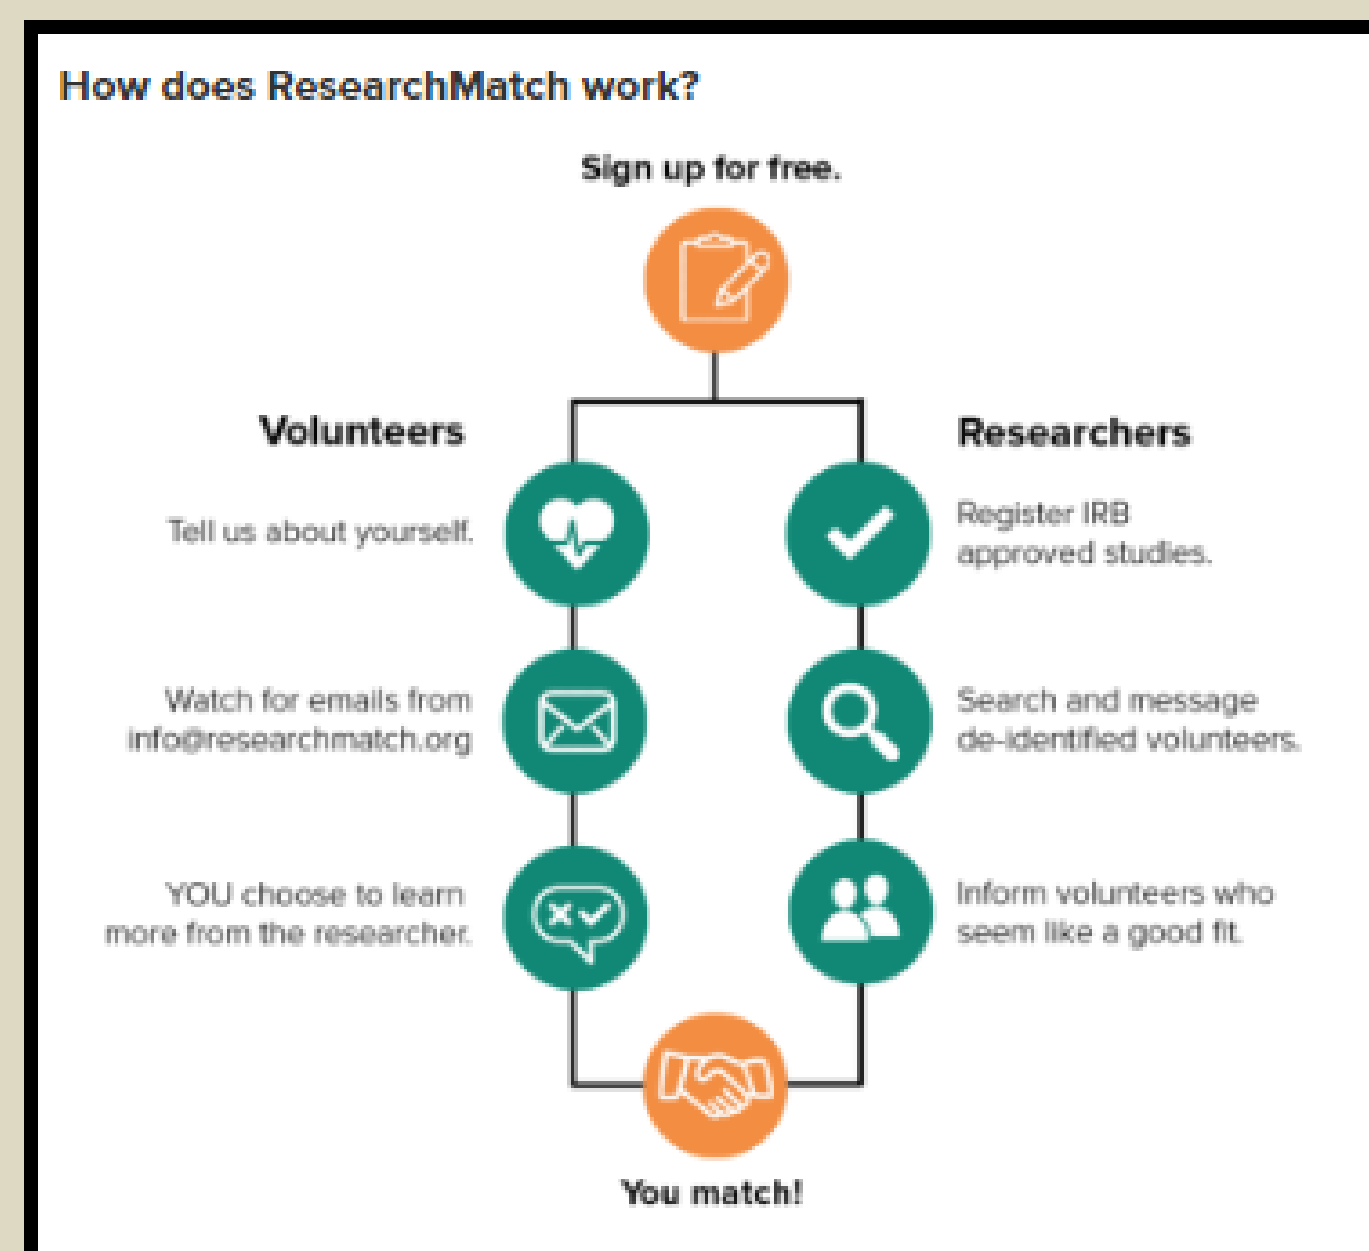 How does ResearchMatch work?
Sign up for free.
Volunteers
Tell us about yourself.
Watch for emails from
info@researchmatch.org
YOU choose to learn
more from the researcher.
Researchers
Register IRB
approved studies.
Search and message
de-identified volunteers.
Inform volunteers who
seem like a good fit.
You match!